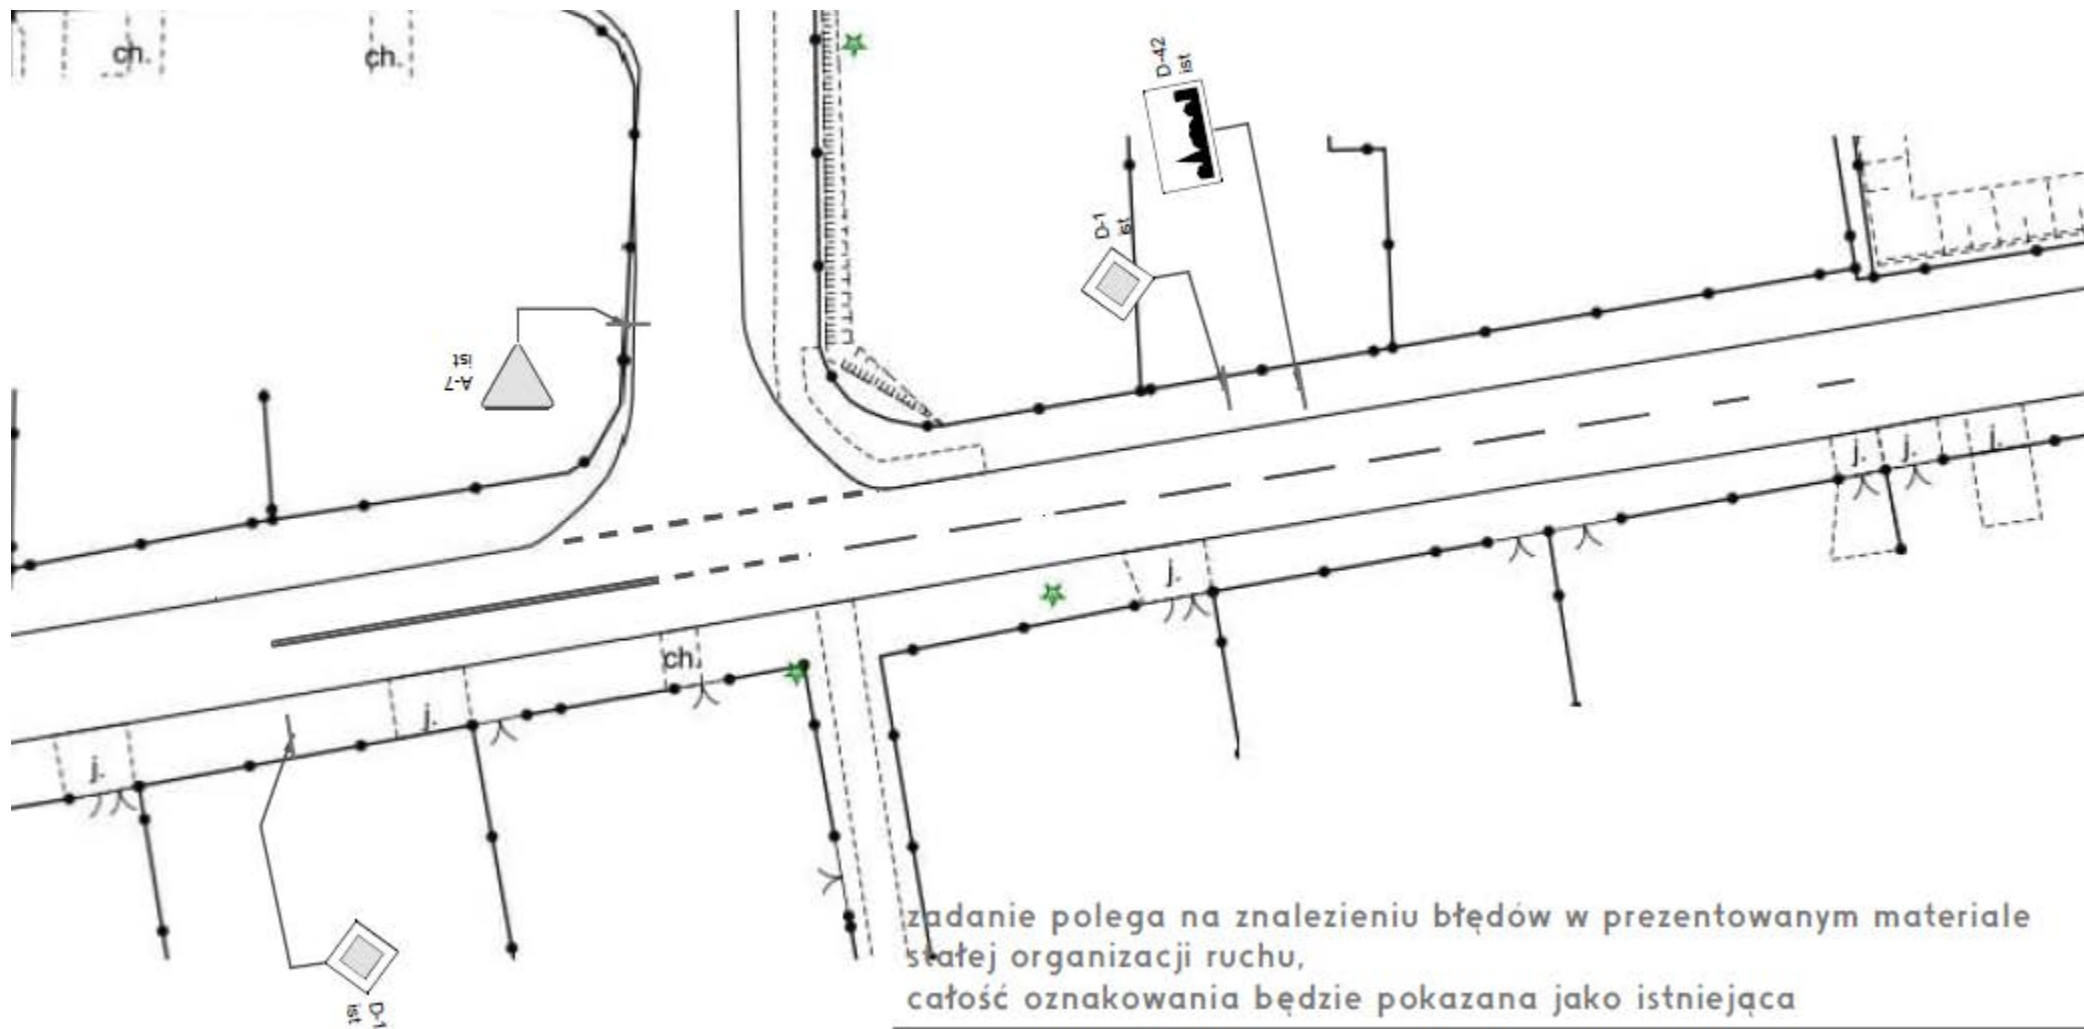 ch.
ch.
D-42
ist
D-1
ist
A-7
ist
j.
j.
j.
j.
ch.
j.
j.
D-1
ist
zadanie polega na znalezieniu błędów w prezentowanym materiale
stałej organizacji ruchu,
całość oznakowania będzie pokazana jako istniejąca